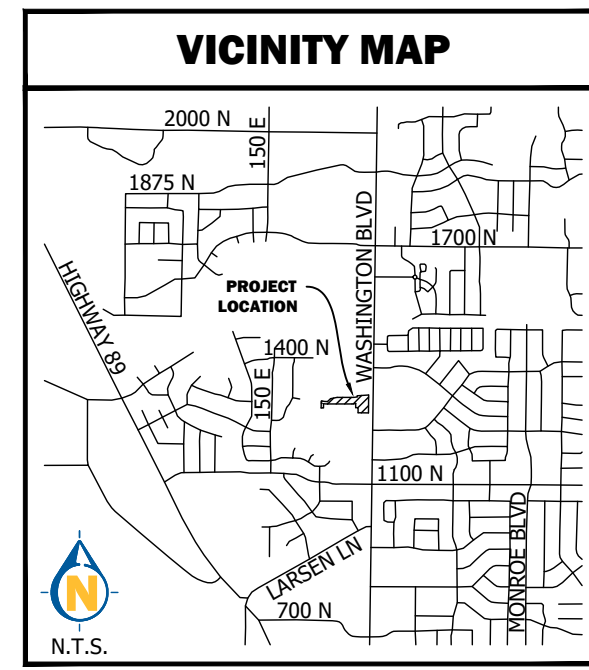 VICINITY MAP
2000 N
150 E
1875 N
1700 N
WASHINGTON BLVD
HIGHWAY 89
PROJECT
LOCATION
1400 N
150 E
1100 N
MONROE BLVD
LARSEN LN
700 N
N
N.T.S.